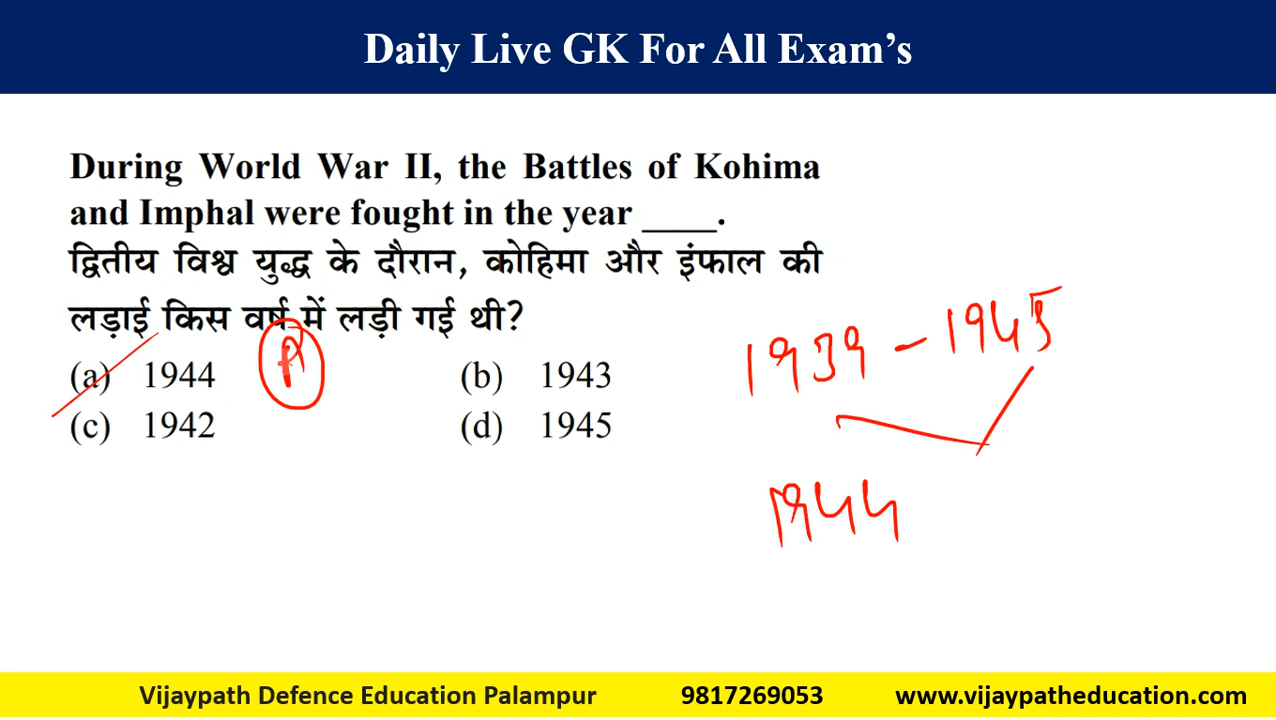 Daily Live GK For All Exam's
During World War II, the Battles of Kohima
and Imphal were fought in the year ____.
द्वितीय विश्व युद्ध के दौरान, कोहिमा और इंफाल की
लड़ाई किस वर्ष में लड़ी गई थी?
(a) 1944 (b) 1943
(c) 1942 (d) 1945
1939 - 1945
1944
Vijaypath Defence Education Palampur 9817269053 www.vijaypatheducation.com